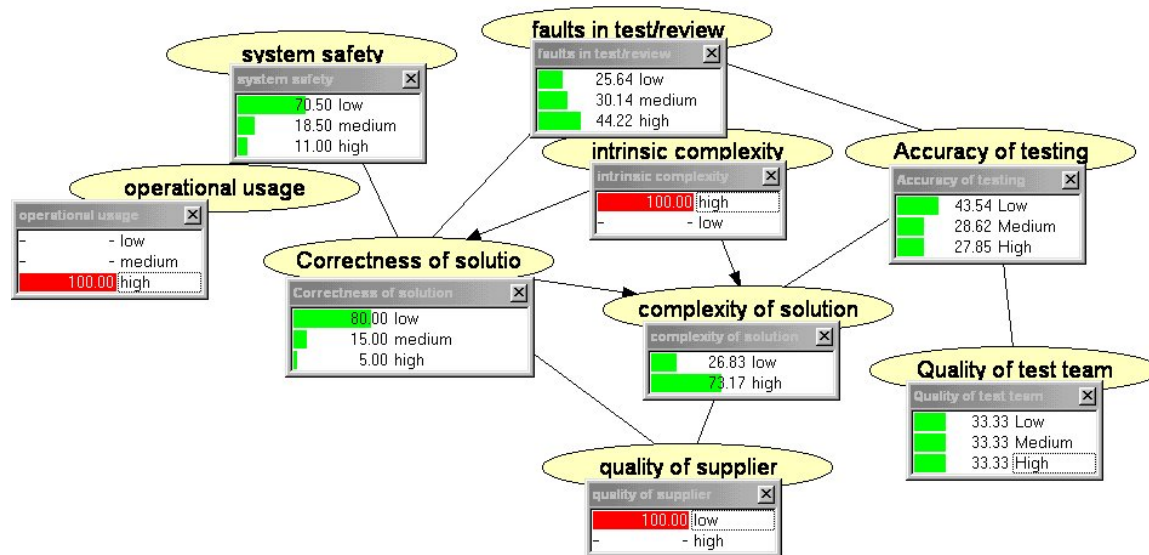 faults in test/review
faults in test/review
25.64 low
30.14 medium
44.22 high
system safety
system safety
70.50 low
18.50 medium
11.00 high
intrinsic complexity
intrinsic complexity
100.00 high
- - low
Accuracy of testing
Accuracy of testing
43.54 Low
28.62 Medium
27.85 High
operational usage
operational usage
- - low
- - medium
100.00 high
Correctness of solutio
Correctness of solution
80.00 low
15.00 medium
5.00 high
complexity of solution
complexity of solution
26.83 low
73.17 high
Quality of test team
Quality of test team
33.33 Low
33.33 Medium
33.33 High
quality of supplier
quality of supplier
100.00 low
- - high